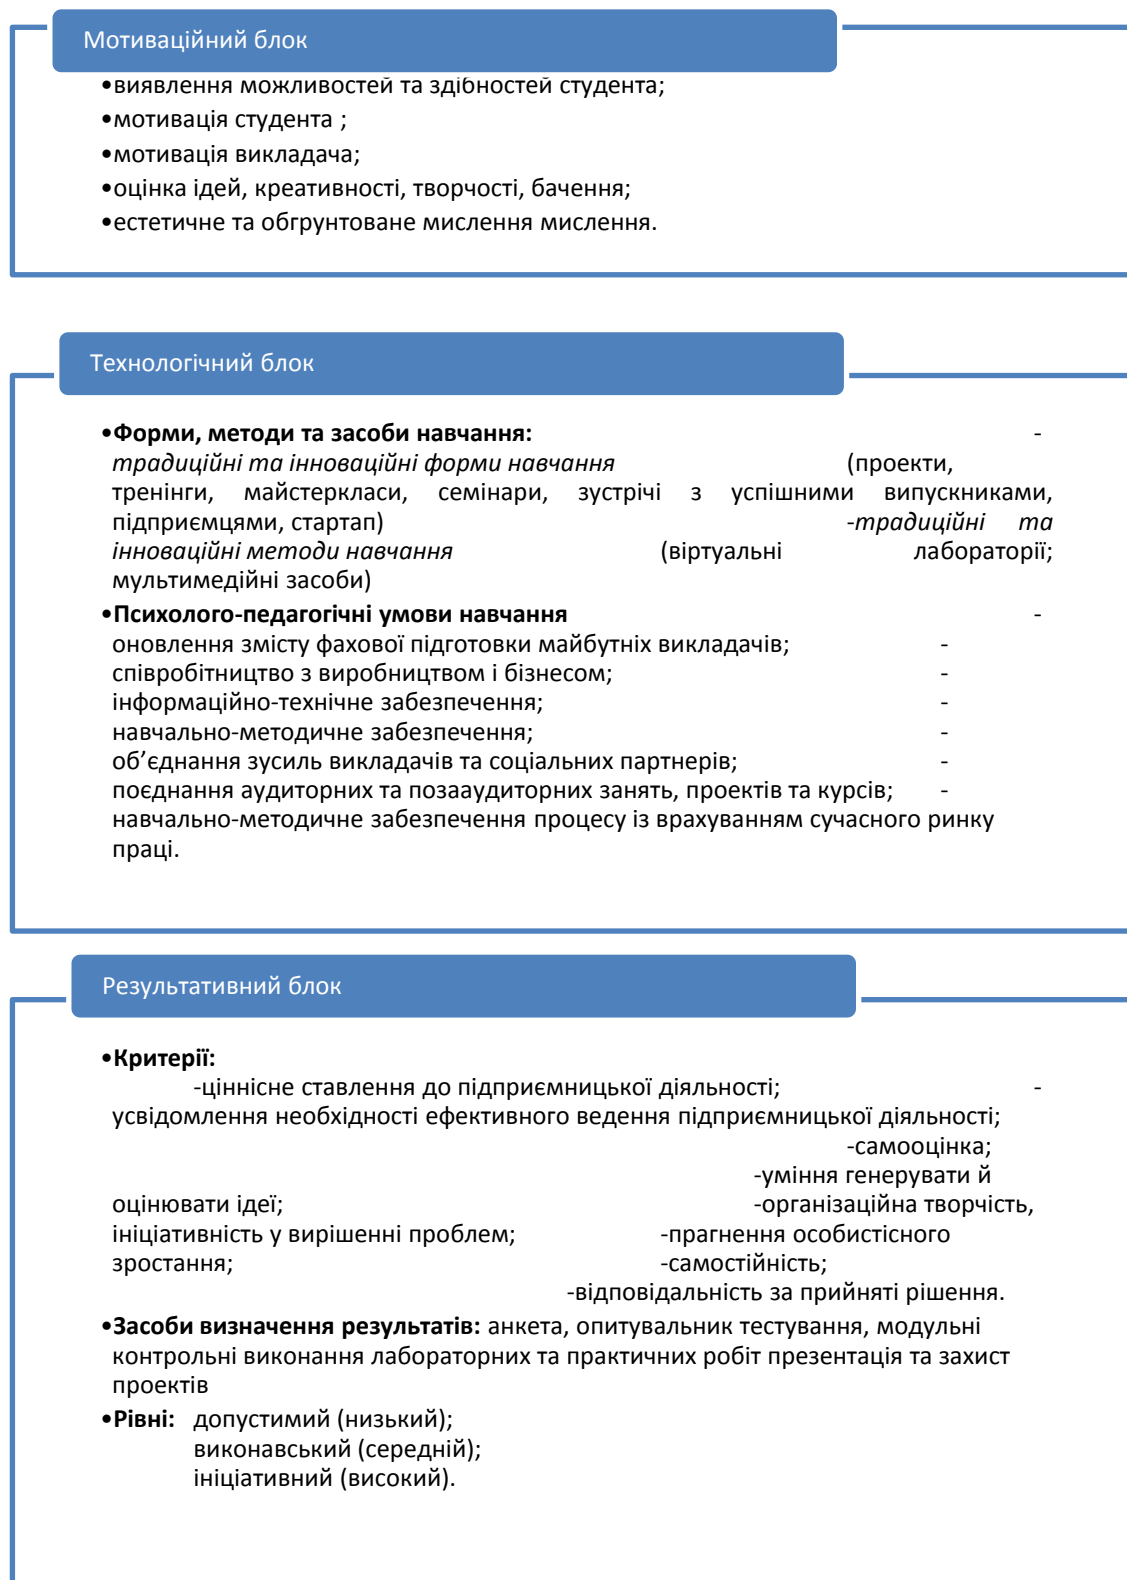 Мотиваційний блок
•виявлення можливостей та здібностей студента;
•мотивація студента ;
•мотивація викладача;
•оцінка ідей, креативності, творчості, бачення;
•естетичне та обгрунтоване мислення мислення.
Технологічний блок
•Форми, методи та засоби навчання: -
традиційні та інноваційні форми навчання (проекти,
тренінги, майстеркласи, семінари, зустрічі з успішними випускниками,
підприємцями, стартап) -традиційні та
інноваційні методи навчання (віртуальні лабораторії;
мультимедійні засоби)
•Психолого-педагогічні умови навчання -
оновлення змісту фахової підготовки майбутніх викладачів; -
співробітництво з виробництвом і бізнесом; -
інформаційно-технічне забезпечення; -
навчально-методичне забезпечення; -
об’єднання зусиль викладачів та соціальних партнерів; -
поєднання аудиторних та позааудиторних занять, проектів та курсів; -
навчально-методичне забезпечення процесу із врахуванням сучасного ринку
праці.
Результативний блок
•Критерії:
-ціннісне ставлення до підприємницької діяльності; -
усвідомлення необхідності ефективного ведення підприємницької діяльності;
-самооцінка;
-уміння генерувати й
оцінювати ідеї; -організаційна творчість,
ініціативність у вирішенні проблем; -прагнення особистісного
зростання; -самостійність;
-відповідальність за прийняті рішення.
•Засоби визначення результатів: анкета, опитувальник тестування, модульні
контрольні виконання лабораторних та практичних робіт презентація та захист
проектів
•Рівні: допустимий (низький);
виконавський (середній);
ініціативний (високий).